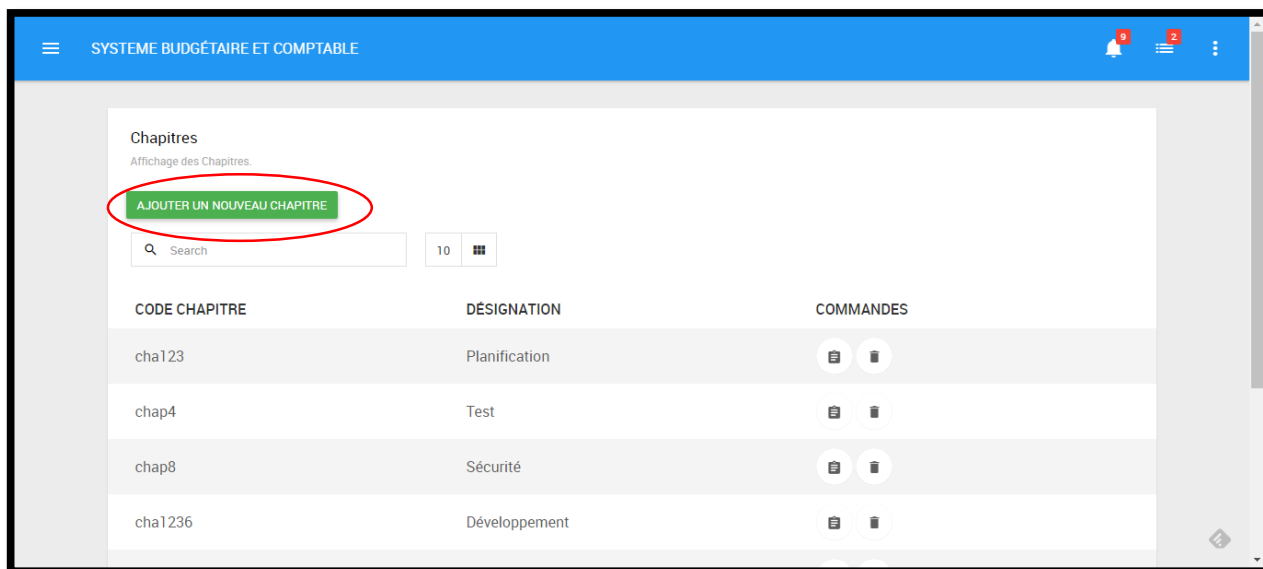 SYSTEME BUDGÉTAIRE ET COMPTABLE 9 2
Chapitres
Affichage des Chapitres.
AJOUTER UN NOUVEAU CHAPITRE
Search 10
CODE CHAPITRE DÉSIGNATION COMMANDES
cha123 Planification
chap4 Test
chap8 Sécurité
cha1236 Développement